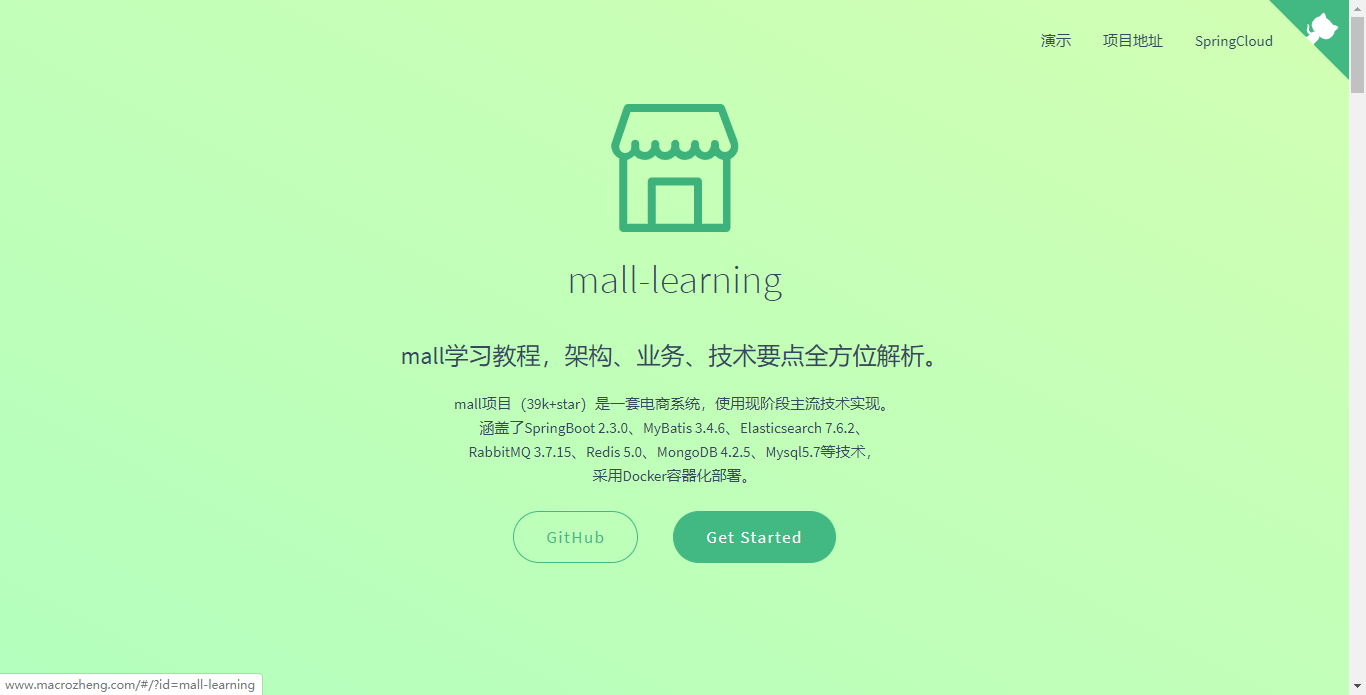 演示 项目地址 SpringCloud
mall-learning
mall学习教程，架构、业务、技术要点全方位解析。
mall项目（39k+star）是一套电商系统，使用现阶段主流技术实现。
涵盖了SpringBoot 2.3.0、MyBatis 3.4.6、Elasticsearch 7.6.2、
RabbitMQ 3.7.15、Redis 5.0、MongoDB 4.2.5、Mysql5.7等技术，
采用Docker容器化部署。
GitHub Get Started
www.macrozheng.com/#/?id=mall-learning